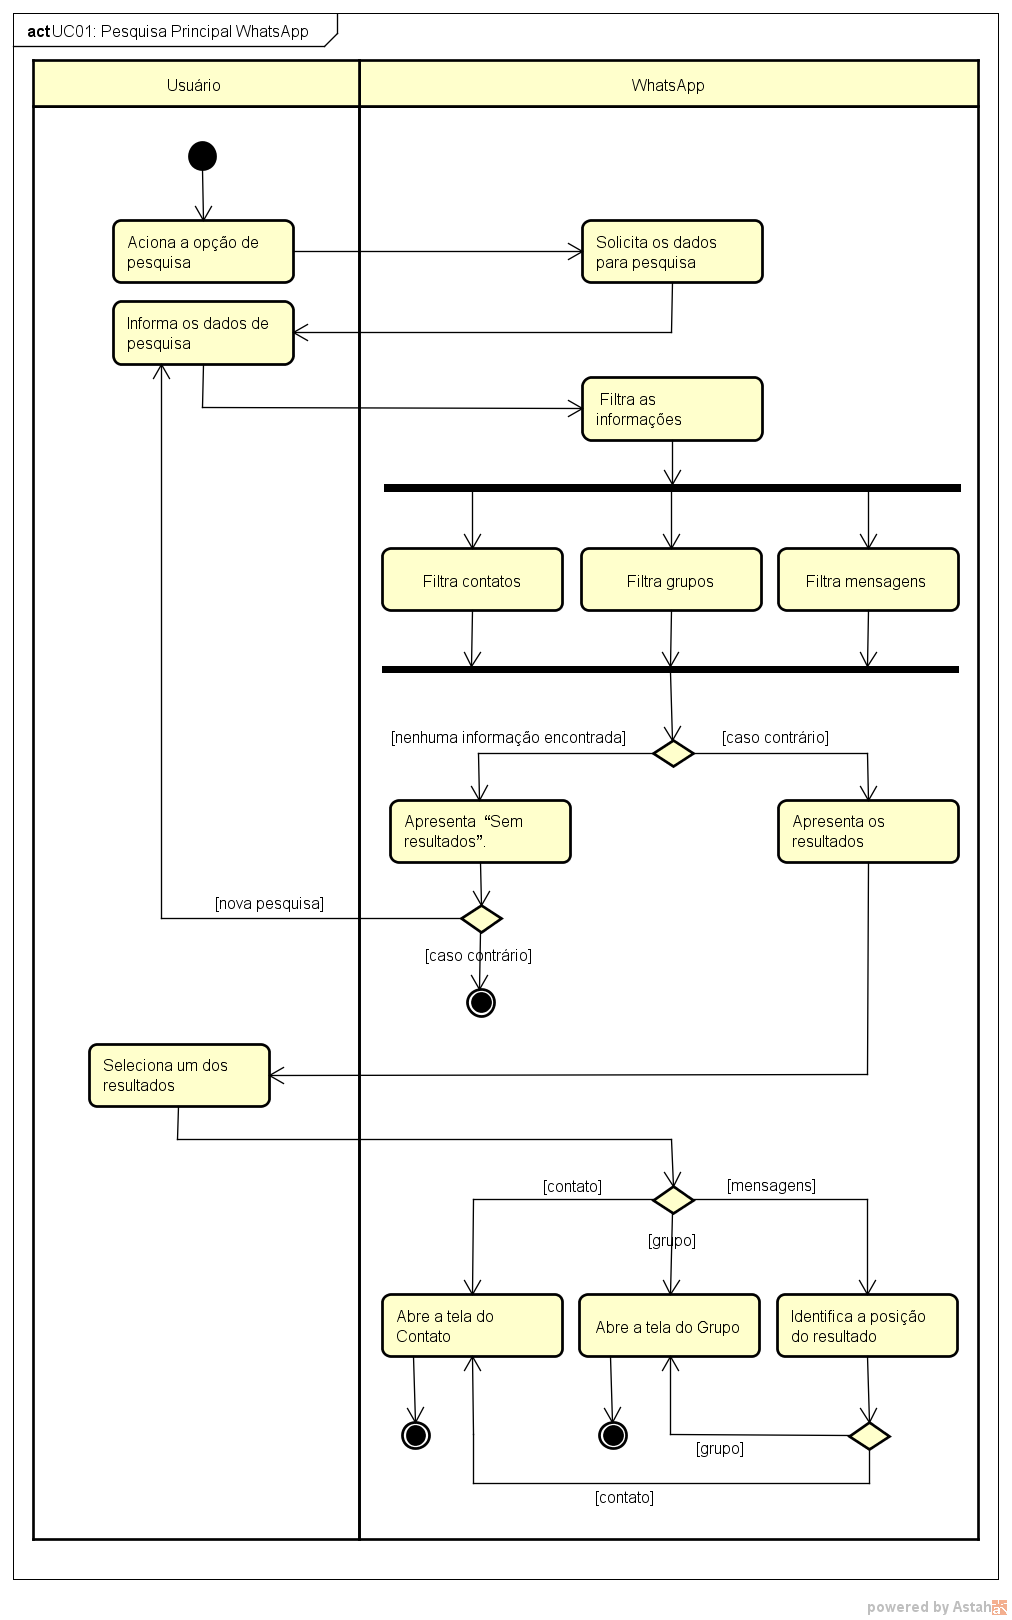 act UC01: Pesquisa Principal WhatsApp
Usuário
WhatsApp
Aciona a opção de
pesquisa
Solicita os dados
para pesquisa
Informa os dados de
pesquisa
Filtra as
informações
Filtra contatos
Filtra grupos
Filtra mensagens
[nenhuma informação encontrada]
[caso contrário]
Apresenta “Sem
resultados”.
Apresenta os
resultados
[nova pesquisa]
[caso contrário]
Seleciona um dos
resultados
[contato]
[mensagens]
[grupo]
Abre a tela do
Contato
Abre a tela do Grupo
Identifica a posição
do resultado
[grupo]
[contato]
powered by Astah